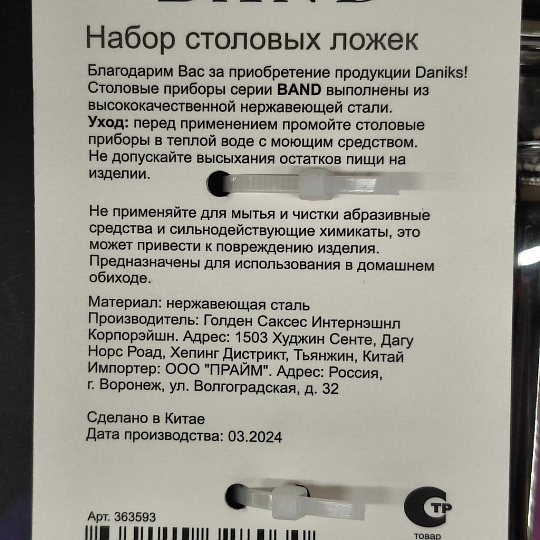 BAND
Набор столовых ложек
Благодарим Вас за приобретение продукции Daniks!
Столовые приборы серии BAND выполнены из
высококачественной нержавеющей стали.
Уход: перед применением промойте столовые
приборы в теплой воде с моющим средством.
Не допускайте высыхания остатков пищи на
изделии.
Не применяйте для мытья и чистки абразивные
средства и сильнодействующие химикаты, это
может привести к повреждению изделия.
Предназначены для использования в домашнем
обиходе.
Материал: нержавеющая сталь
Производитель: Голден Саксес Интернэшнл
Корпорэйшн. Адрес: 1503 Худжин Сенте, Дагу
Норс Роад, Хепинг Дистрикт, Тьянжин, Китай
Импортер: ООО "ПРАЙМ". Адрес: Россия,
г. Воронеж, ул. Волгоградская, д. 32
Сделано в Китае
Дата производства: 03.2024
Арт. 363593
СТР
товар